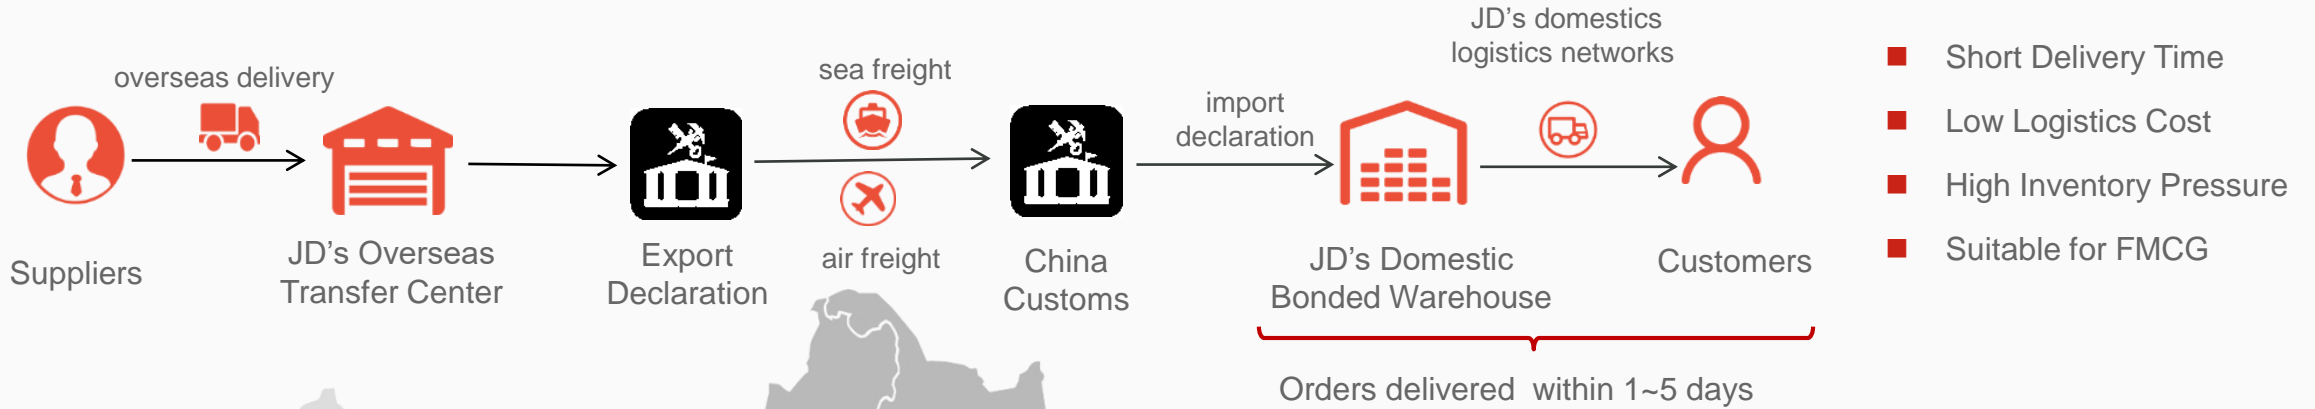 overseas delivery
Suppliers
JD's Overseas
Transfer Center
Export
Declaration
sea freight
air freight
China
Customs
import
declaration
JD's Domestic
Bonded Warehouse
JD's domestics
logistics networks
Customers
Orders delivered within 1~5 days
Short Delivery Time
Low Logistics Cost
High Inventory Pressure
Suitable for FMCG